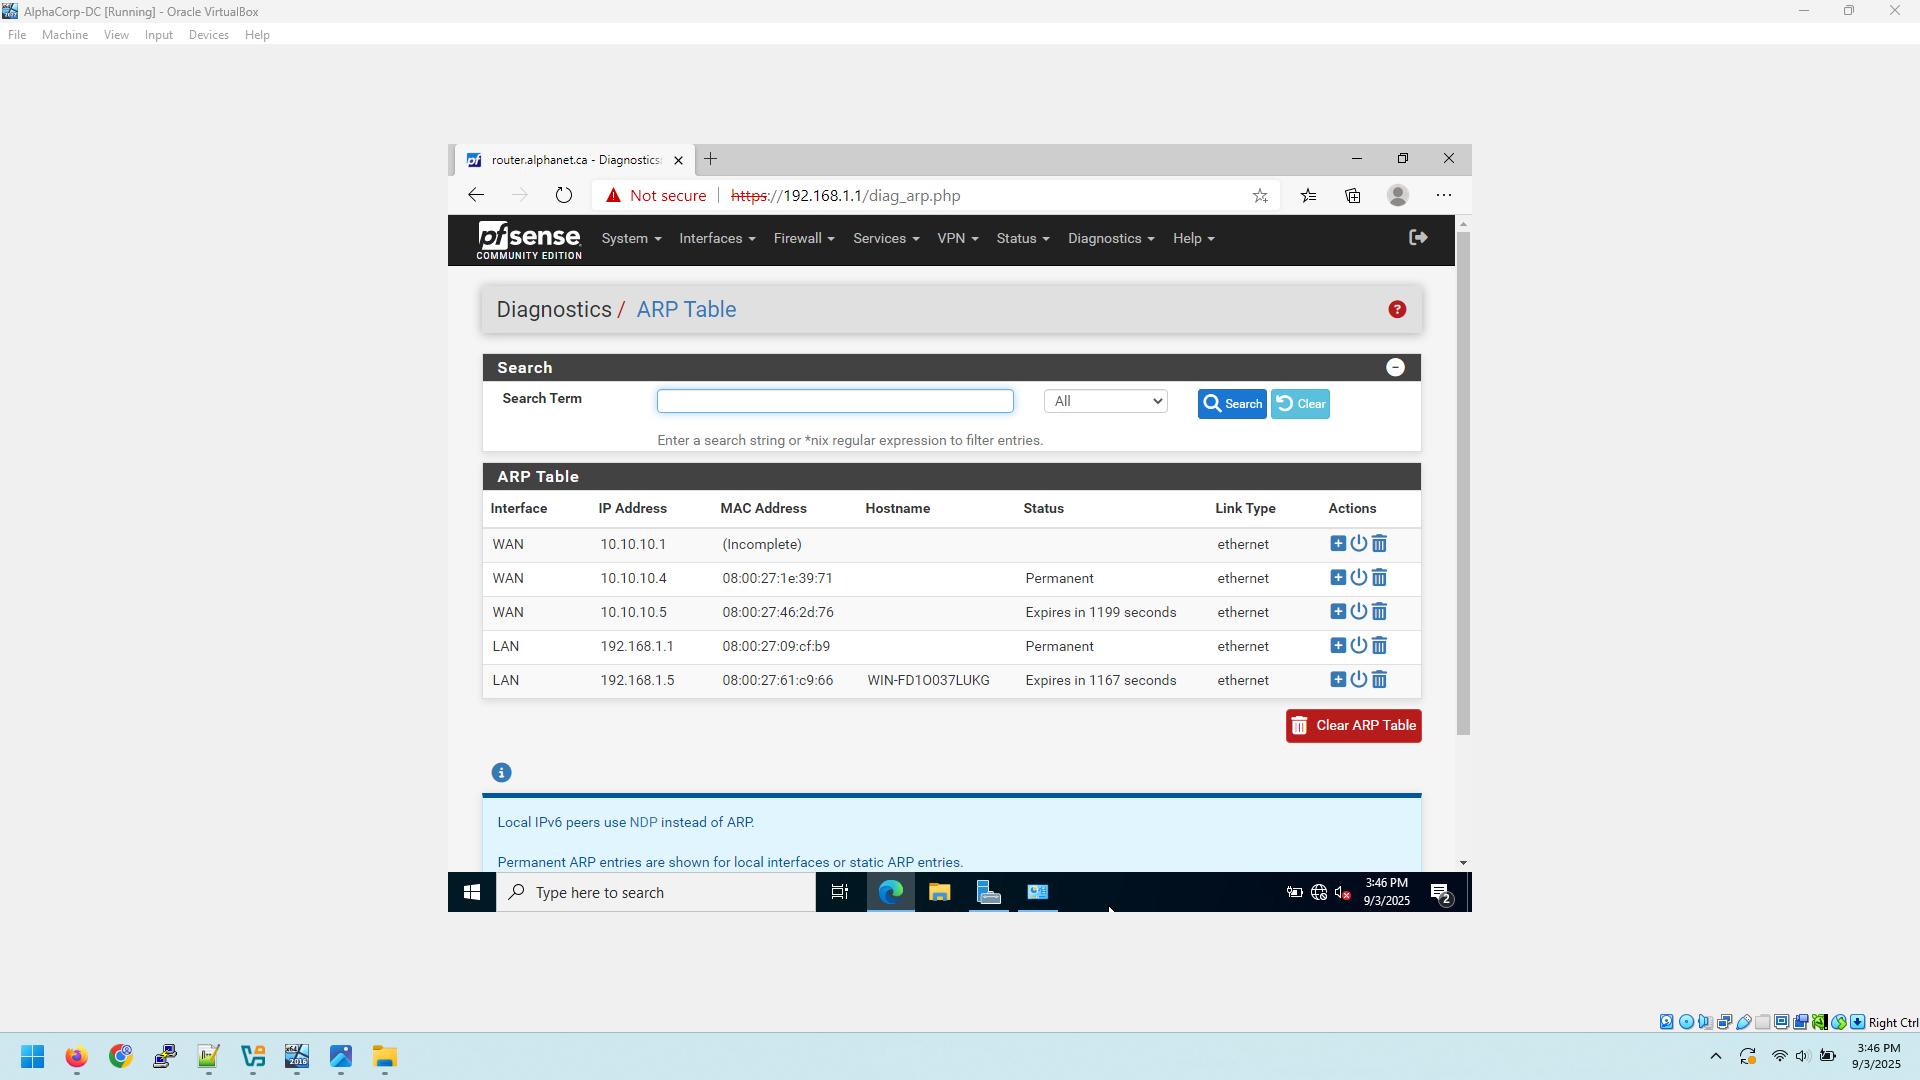 AlphaCorp-DC [Running] - Oracle VirtualBox
File Machine View Input Devices Help
router.alphanet.ca - Diagnostics:
Not secure https://192.168.1.1/diag_arp.php
pfsense COMMUNITY EDITION System Interfaces Firewall Services VPN Status Diagnostics Help
Diagnostics / ARP Table
Search
Search Term All Search Clear
Enter a search string or *nix regular expression to filter entries.
ARP Table
Interface IP Address MAC Address Hostname Status Link Type Actions
WAN 10.10.10.1 (Incomplete) ethernet
WAN 10.10.10.4 08:00:27:1e:39:71 Permanent ethernet
WAN 10.10.10.5 08:00:27:46:2d:76 Expires in 1199 seconds ethernet
LAN 192.168.1.1 08:00:27:09:cf:b9 Permanent ethernet
LAN 192.168.1.5 08:00:27:61:c9:66 WIN-FD1O037LUKG Expires in 1167 seconds ethernet
Clear ARP Table
Local IPv6 peers use NDP instead of ARP.
Permanent ARP entries are shown for local interfaces or static ARP entries.
Type here to search 3:46 PM
9/3/2025 2
Right Ctrl
3:46 PM
9/3/2025